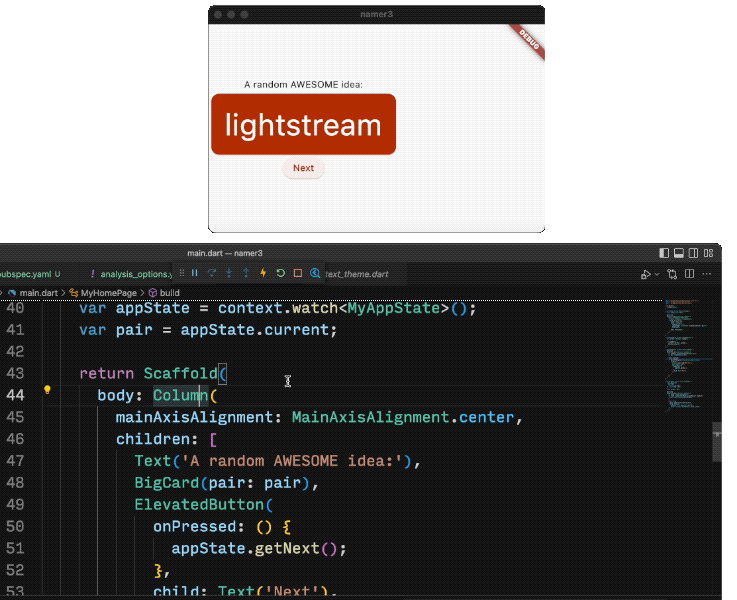 namer3
DEBUG
A random AWESOME idea:
lightstream
Next
main.dart — namer3
pubspec.yaml U
! analysis_options.y
text_theme.dart
main.dart > MyHomePage > build
40 var appState = context.watch<MyAppState>();
41 var pair = appState.current;
42
43 return Scaffold(
44 body: Column(
45 mainAxisAlignment: MainAxisAlignment.center,
46 children: [
47 Text('A random AWESOME idea:'),
48 BigCard(pair: pair),
49 ElevatedButton(
50 onPressed: () {
51 appState.getNext();
52 },
53 child: Text('Next'),